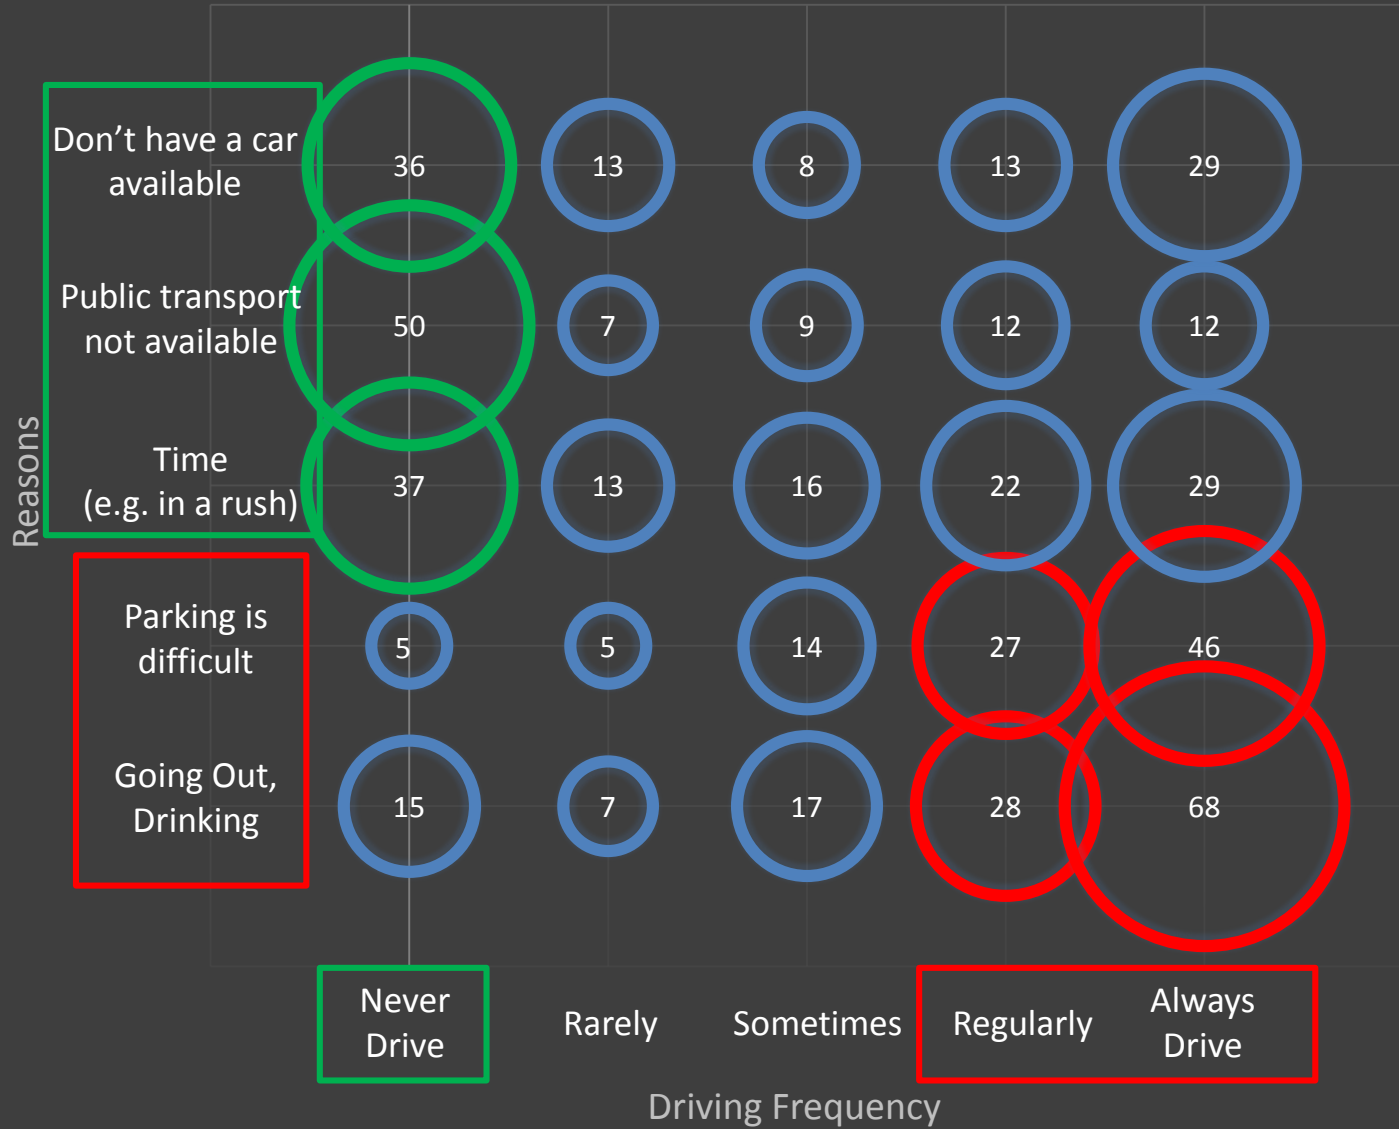 Don’t have a car
available
36
13
8
13
29
Public transport
not available
50
7
9
12
12
Time
(e.g. in a rush)
37
13
16
22
29
Parking is
difficult
5
5
14
27
46
Going Out,
Drinking
15
7
17
28
68
Reasons
Never
Drive
Rarely
Sometimes
Regularly
Always
Drive
Driving Frequency